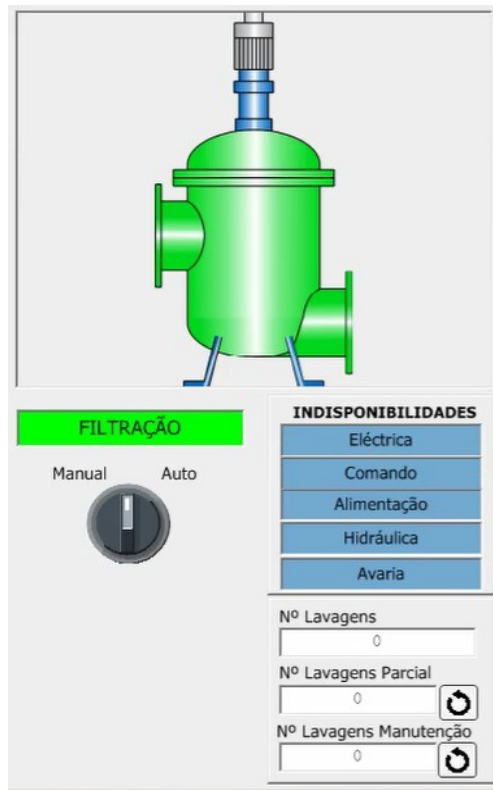 FILTRAÇÃO
Manual Auto
INDISPONIBILIDADES
Eléctrica
Comando
Alimentação
Hidráulica
Avaria
Nº Lavagens
0
Nº Lavagens Parcial
0
Nº Lavagens Manutenção
0